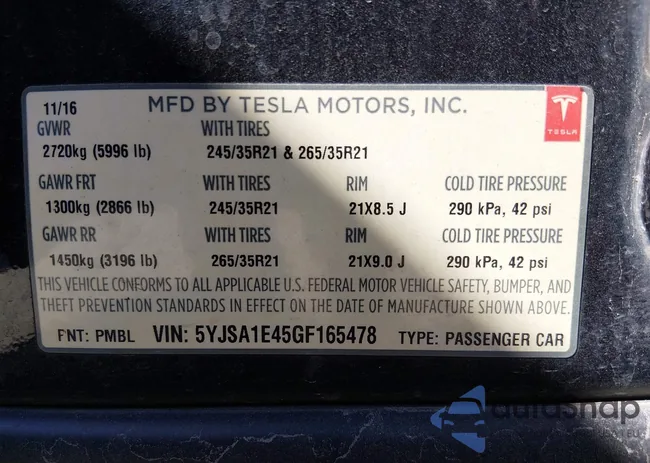 11/16 MFD BY TESLA MOTORS, INC.
TESLA
GVWR WITH TIRES
2720kg (5996 lb) 245/35R21 & 265/35R21
GAWR FRT WITH TIRES RIM COLD TIRE PRESSURE
1300kg (2866 lb) 245/35R21 21X8.5 J 290 kPa, 42 psi
GAWR RR WITH TIRES RIM COLD TIRE PRESSURE
1450kg (3196 lb) 265/35R21 21X9.0 J 290 kPa, 42 psi
THIS VEHICLE CONFORMS TO ALL APPLICABLE U.S. FEDERAL MOTOR VEHICLE SAFETY, BUMPER, AND
THEFT PREVENTION STANDARDS IN EFFECT ON THE DATE OF MANUFACTURE SHOWN ABOVE.
PNT: PMBL VIN: 5YJSA1E45GF165478 TYPE: PASSENGER CAR
autoSnap